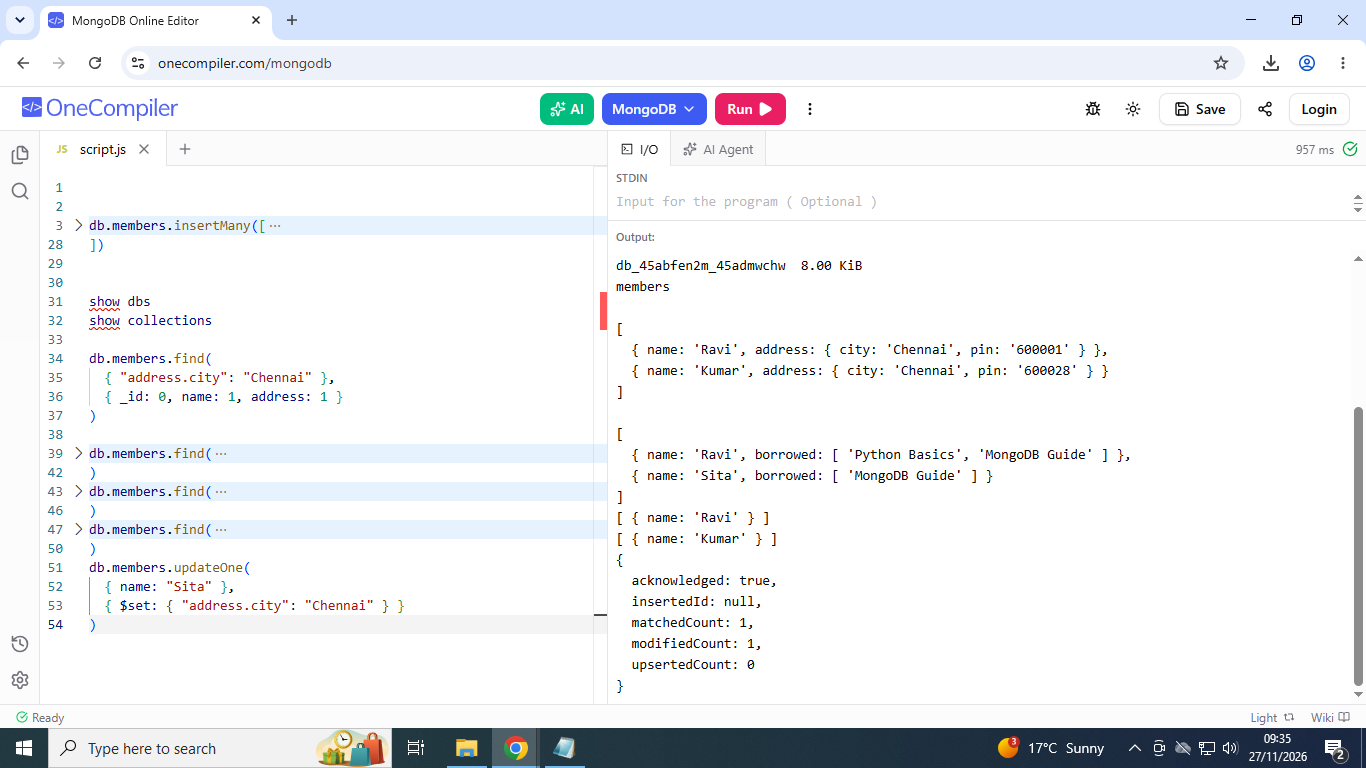 MongoDB Online Editor
onecompiler.com/mongodb
OneCompiler
AI
MongoDB
Run
Save
Login
JS script.js
I/O
AI Agent
957 ms
1
2
3 db.members.insertMany([ ⋯
28 ])
29
30
31 show dbs
32 show collections
33
34 db.members.find(
35 { "address.city": "Chennai" },
36 { _id: 0, name: 1, address: 1 }
37 )
38
39 db.members.find( ⋯
42 )
43 db.members.find( ⋯
46 )
47 db.members.find( ⋯
50 )
51 db.members.updateOne(
52 { name: "Sita" },
53 { $set: { "address.city": "Chennai" } }
54 )
STDIN
Input for the program ( Optional )
Output:
db_45abfen2m_45admwchw 8.00 KiB
members
[
{ name: 'Ravi', address: { city: 'Chennai', pin: '600001' } },
{ name: 'Kumar', address: { city: 'Chennai', pin: '600028' } }
]
[
{ name: 'Ravi', borrowed: [ 'Python Basics', 'MongoDB Guide' ] },
{ name: 'Sita', borrowed: [ 'MongoDB Guide' ] }
]
[ { name: 'Ravi' } ]
[ { name: 'Kumar' } ]
{
acknowledged: true,
insertedId: null,
matchedCount: 1,
modifiedCount: 1,
upsertedCount: 0
}
Ready
Light
Wiki
Type here to search
3
17°C Sunny
09:35
27/11/2026
2